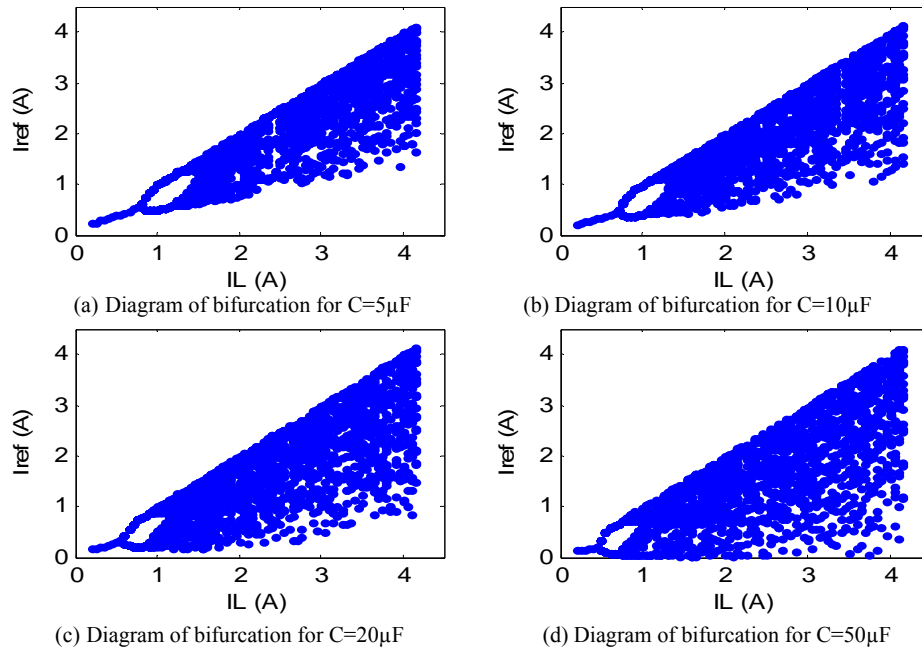 4
3
2
1
0
Iref (A)
0 1 2 3 4
IL (A)
(a) Diagram of bifurcation for C=5µF
4
3
2
1
0
Iref (A)
0 1 2 3 4
IL (A)
(b) Diagram of bifurcation for C=10µF
4
3
2
1
0
Iref (A)
0 1 2 3 4
IL (A)
(c) Diagram of bifurcation for C=20µF
4
3
2
1
0
Iref (A)
0 1 2 3 4
IL (A)
(d) Diagram of bifurcation for C=50µF